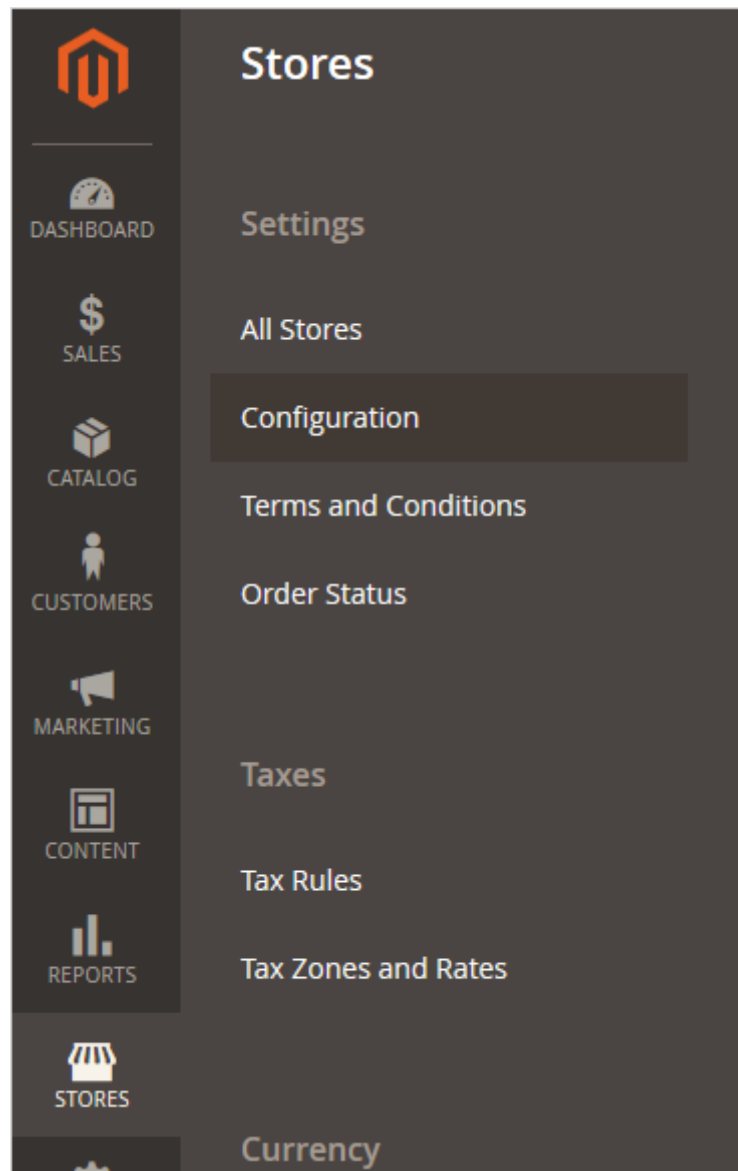 DASHBOARD
SALES
CATALOG
CUSTOMERS
MARKETING
CONTENT
REPORTS
STORES
Stores
Settings
All Stores
Configuration
Terms and Conditions
Order Status
Taxes
Tax Rules
Tax Zones and Rates
Currency